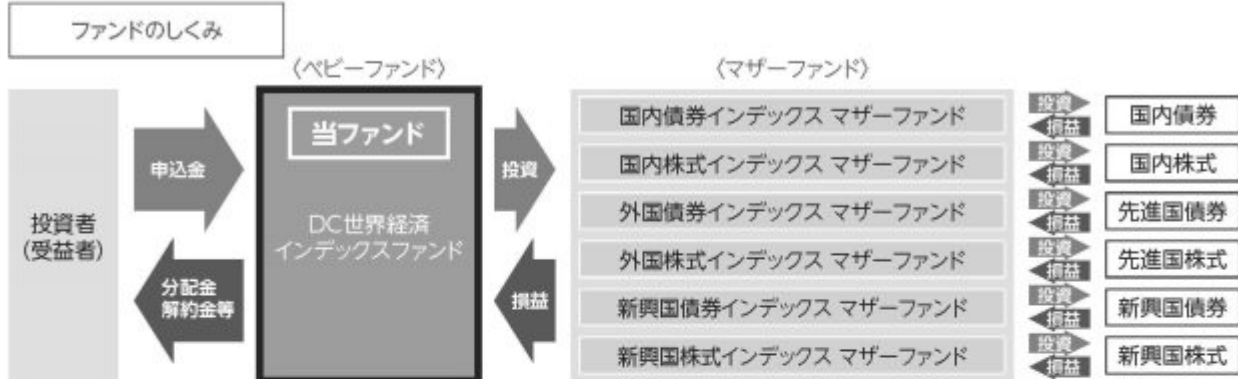 ファンドのしくみ
〈ベビーファンド〉
〈マザーファンド〉
投資者
(受益者)
申込金
分配金
解約金等
当ファンド
DC世界経済
インデックスファンド
投資
損益
国内債券インデックス マザーファンド
投資
損益
国内債券
国内株式インデックス マザーファンド
投資
損益
国内株式
外国債券インデックス マザーファンド
投資
損益
先進国債券
外国株式インデックス マザーファンド
投資
損益
先進国株式
新興国債券インデックス マザーファンド
投資
損益
新興国債券
新興国株式インデックス マザーファンド
投資
損益
新興国株式